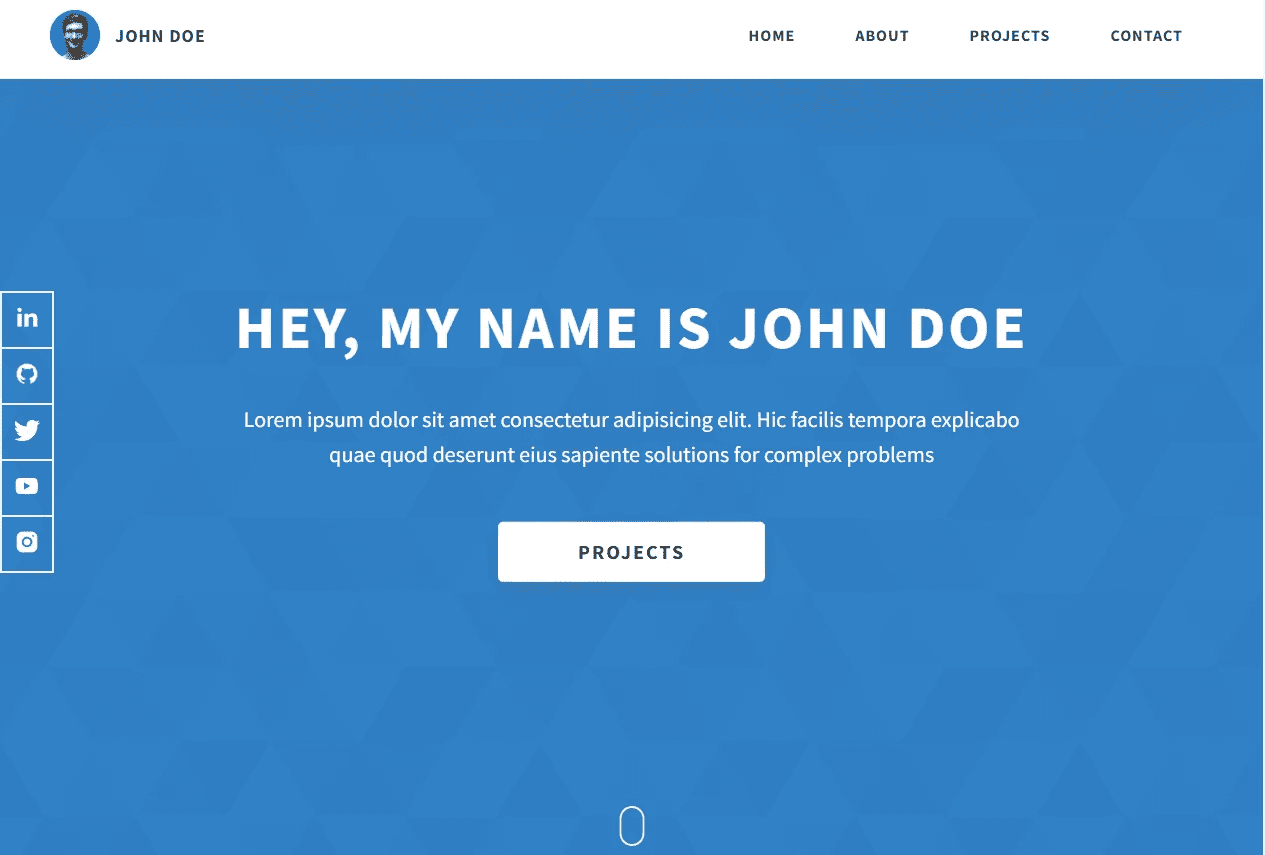 JOHN DOE
HOME
ABOUT
PROJECTS
CONTACT
HEY, MY NAME IS JOHN DOE
Lorem ipsum dolor sit amet consectetur adipisicing elit. Hic facilis tempora explicabo
quae quod deserunt eius sapiente solutions for complex problems
PROJECTS
in